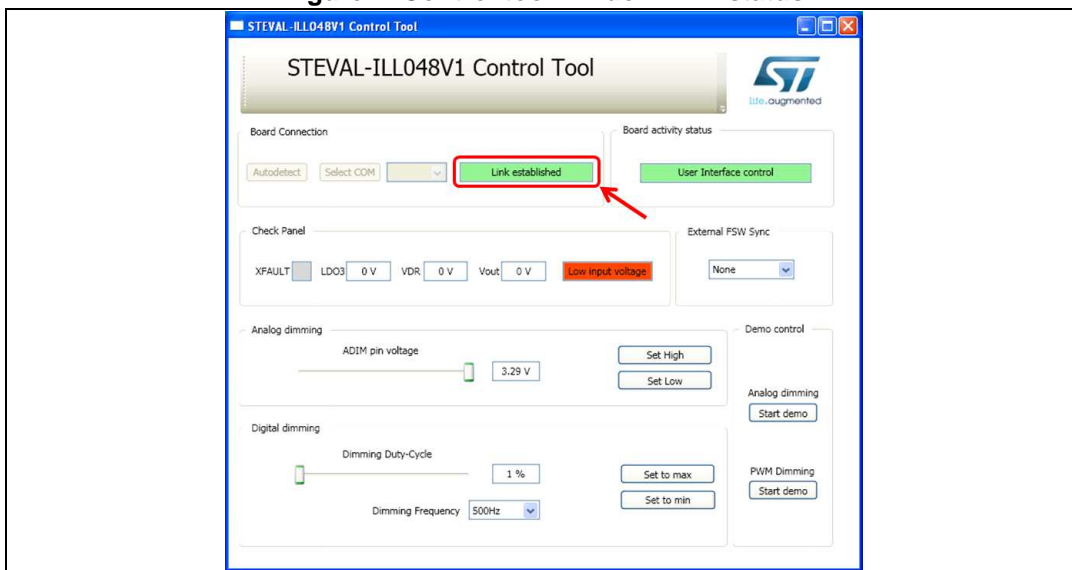 STEVAL-ILL048V1 Control Tool
STEVAL-ILL048V1 Control Tool
life.augmented
Board Connection
Autodetect
Select COM
Link established
Board activity status
User Interface control
Check Panel
XFAULT
LDO3 0 V
VDR 0 V
Vout 0 V
Low input voltage
External FSW Sync
None
Analog dimming
ADIM pin voltage
3.29 V
Set High
Set Low
Digital dimming
Dimming Duty-Cycle
1 %
Set to max
Set to min
Dimming Frequency 500Hz
Demo control
Analog dimming
Start demo
PWM Dimming
Start demo